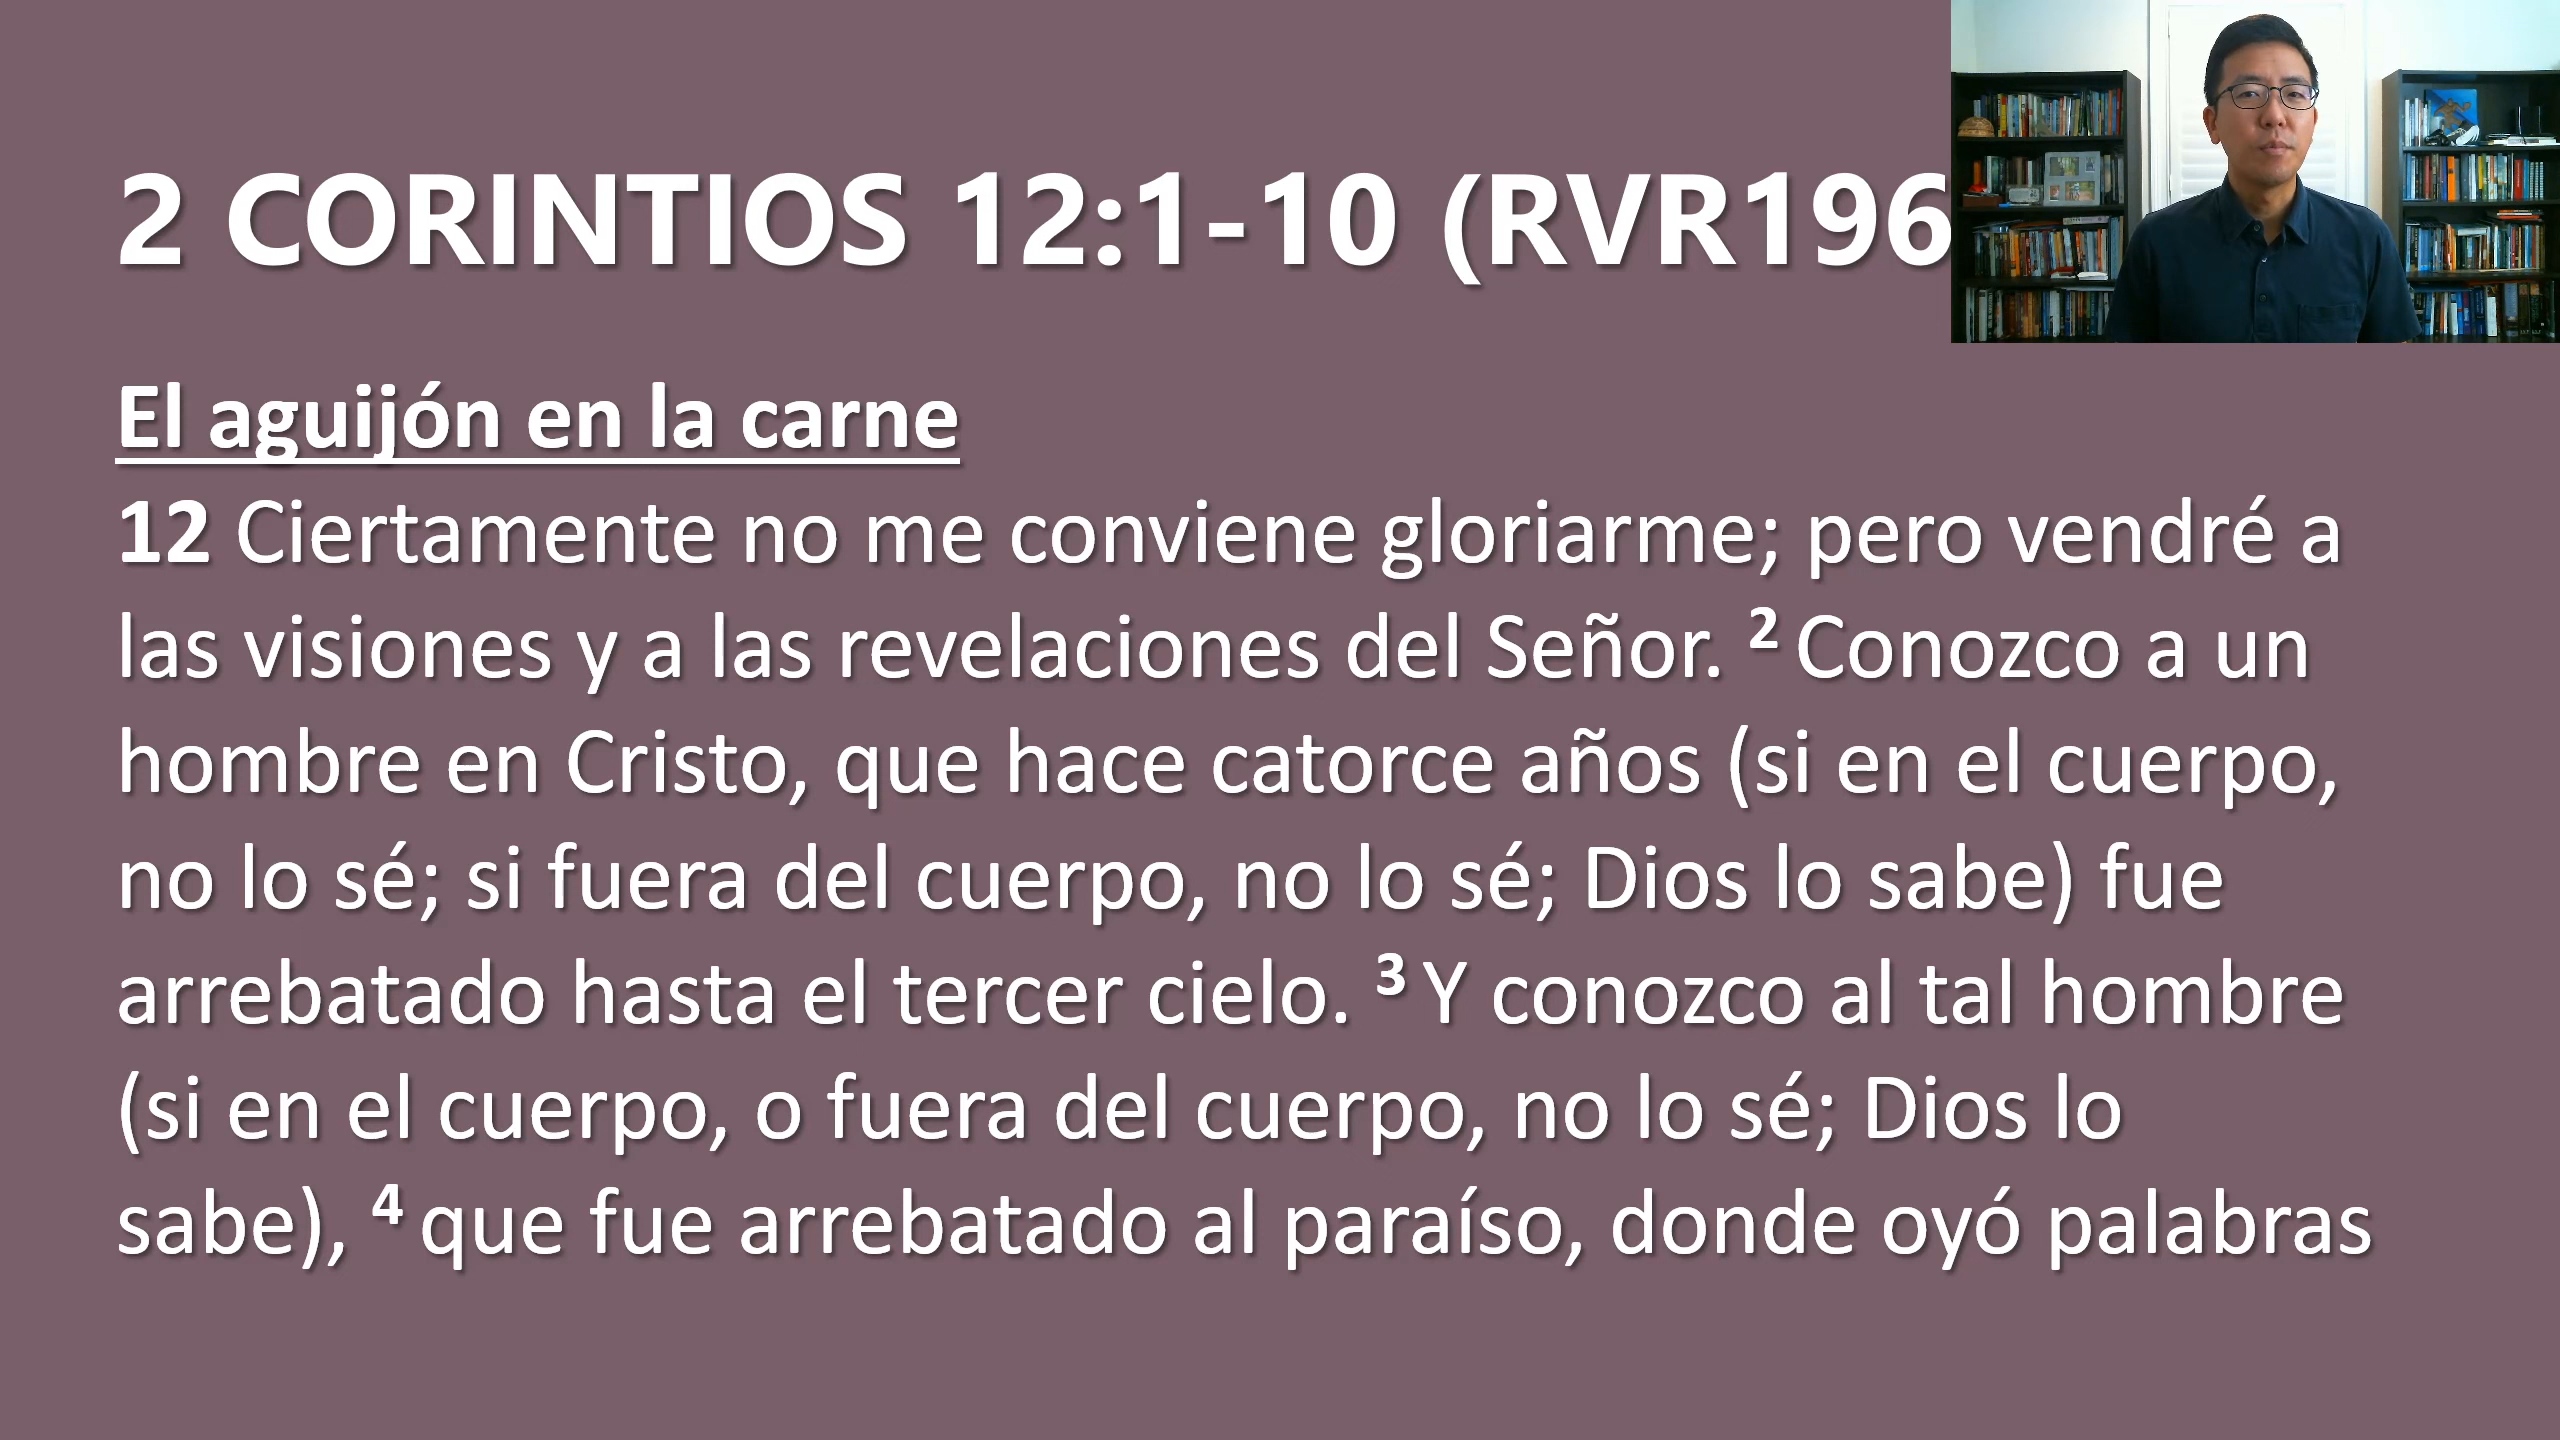 2 CORINTIOS 12:1-10 (RVR196
El aguijón en la carne
12 Ciertamente no me conviene gloriarme; pero vendré a
las visiones y a las revelaciones del Señor. 2 Conozco a un
hombre en Cristo, que hace catorce años (si en el cuerpo,
no lo sé; si fuera del cuerpo, no lo sé; Dios lo sabe) fue
arrebatado hasta el tercer cielo. 3 Y conozco al tal hombre
(si en el cuerpo, o fuera del cuerpo, no lo sé; Dios lo
sabe), 4 que fue arrebatado al paraíso, donde oyó palabras